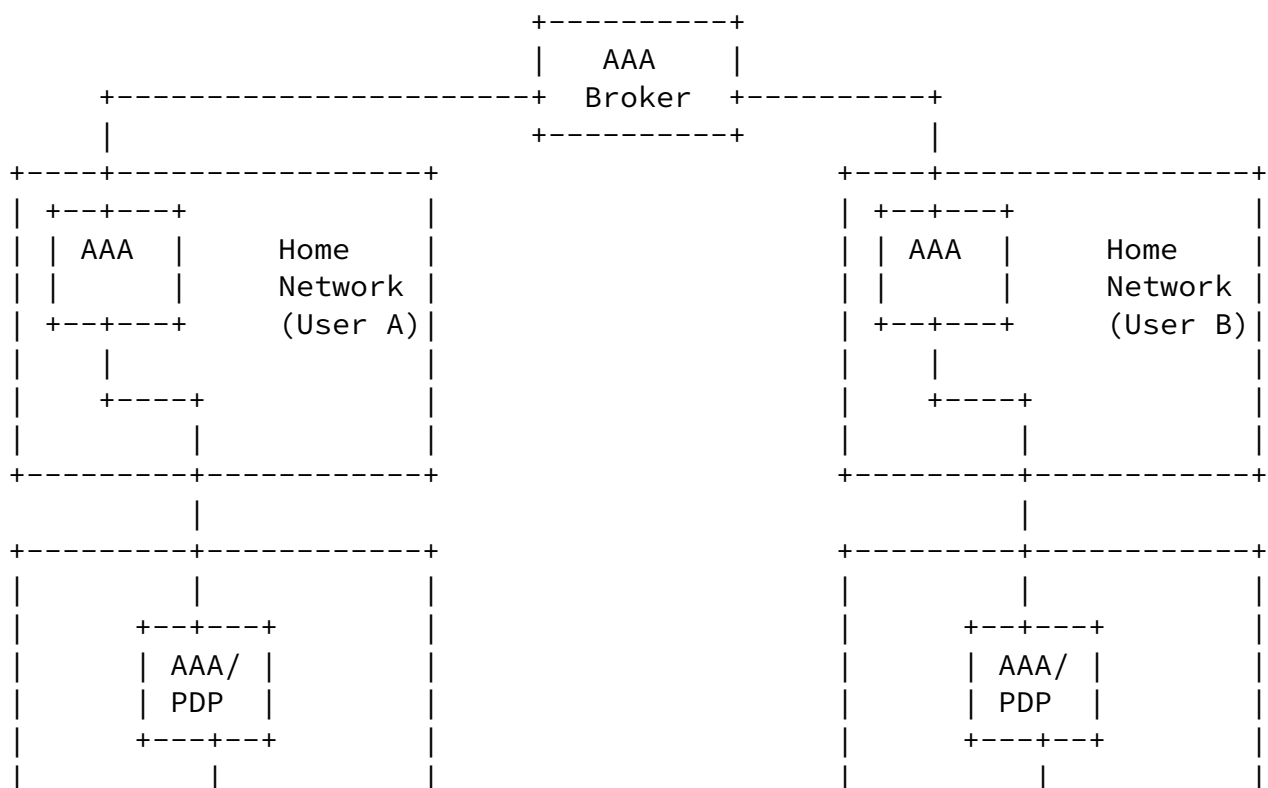 AAA
Broker
AAA Home AAA Home
Network Network
(User A) (User B)
AAA/ AAA/
PDP PDP